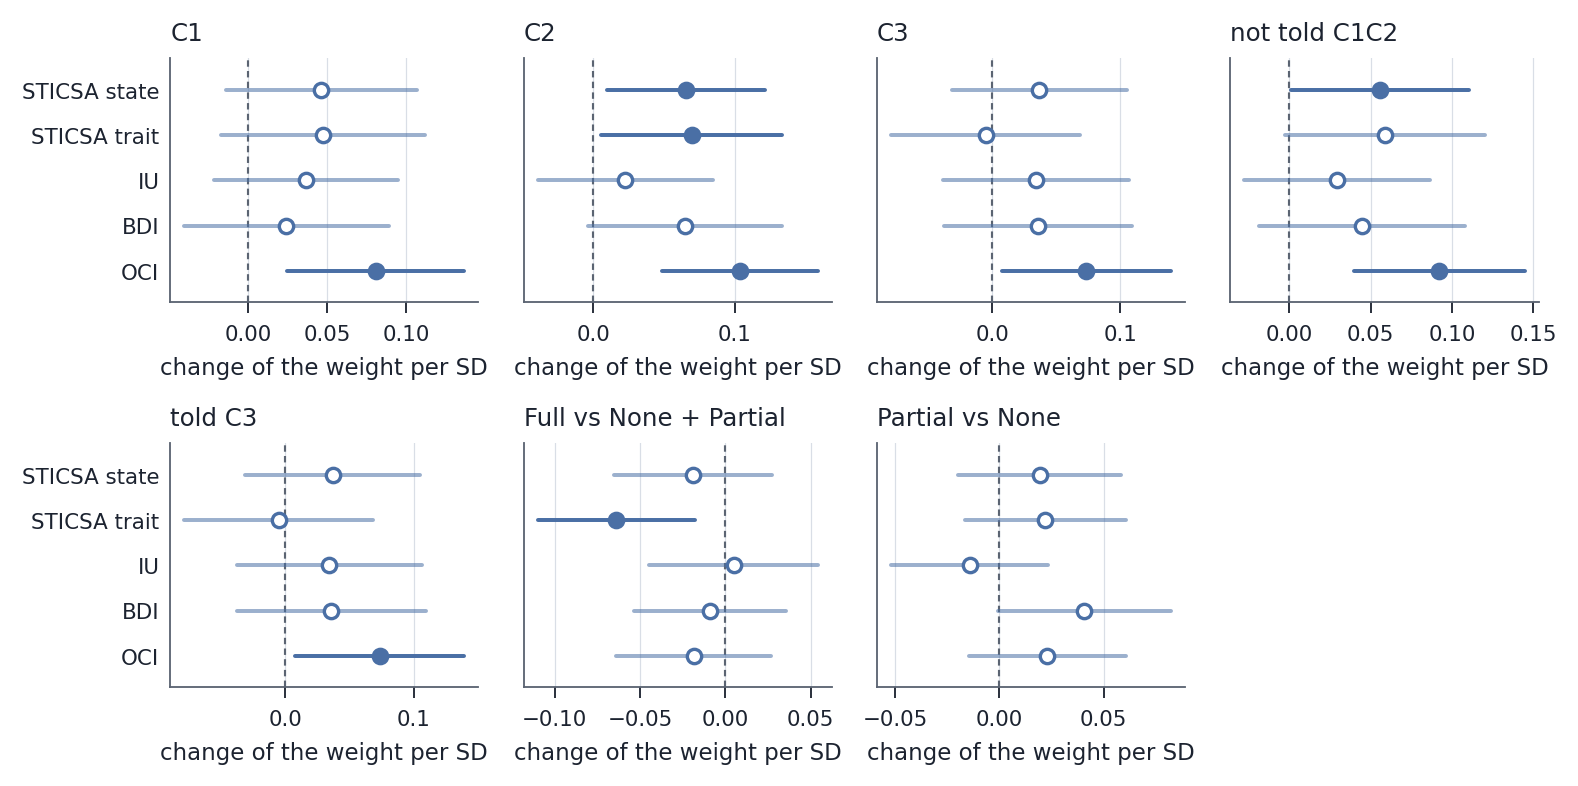 C1
C2
C3
not told C1C2
STICSA state
STICSA trait
IU
BDI
OCI
0.00 0.05 0.10
0.0 0.1
0.0 0.1
0.00 0.05 0.10 0.15
change of the weight per SD
change of the weight per SD
change of the weight per SD
change of the weight per SD
told C3
Full vs None + Partial
Partial vs None
STICSA state
STICSA trait
IU
BDI
OCI
0.0 0.1
−0.10 −0.05 0.00 0.05
−0.05 0.00 0.05
change of the weight per SD
change of the weight per SD
change of the weight per SD